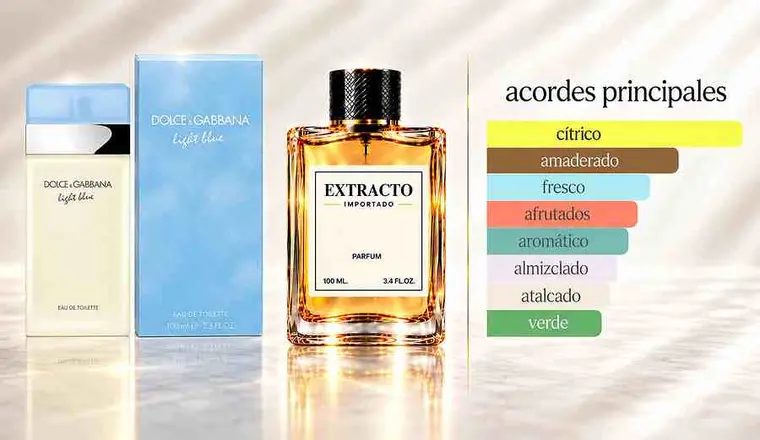 DOLCE & GABBANA
light blue
EAU DE TOILETTE
DOLCE & GABBANA
light blue
EAU DE TOILETTE
EXTRACTO
IMPORTADO
PARFUM
100 ML. 3.4 FL.OZ.
acordes principales
cítrico
amaderado
fresco
afrutados
aromático
almizclado
atalcado
verde